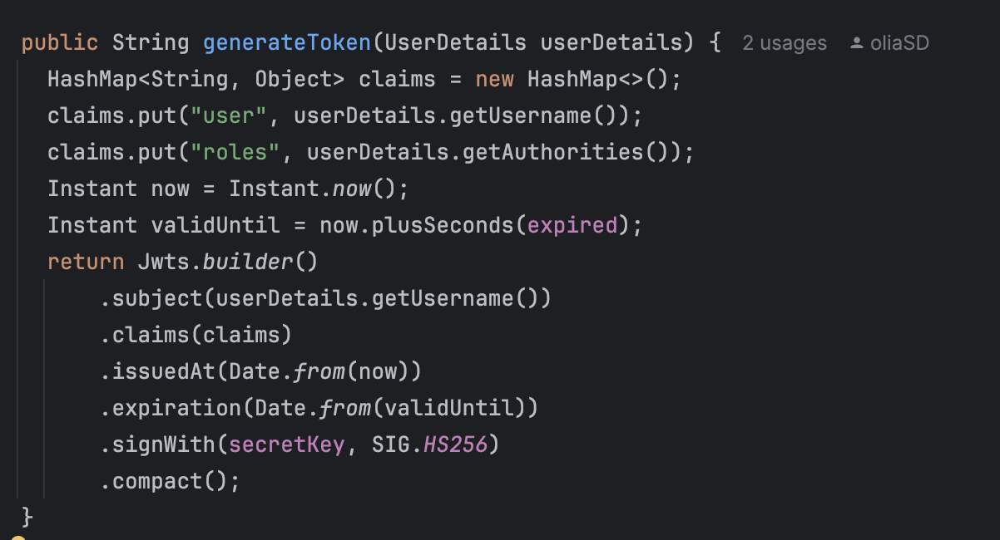 public String generateToken(UserDetails userDetails) { 2 usages oliaSD
HashMap<String, Object> claims = new HashMap<>();
claims.put("user", userDetails.getUsername());
claims.put("roles", userDetails.getAuthorities());
Instant now = Instant.now();
Instant validUntil = now.plusSeconds(expired);
return Jwts.builder()
.subject(userDetails.getUsername())
.claims(claims)
.issuedAt(Date.from(now))
.expiration(Date.from(validUntil))
.signWith(secretKey, SIG.HS256)
.compact();
}